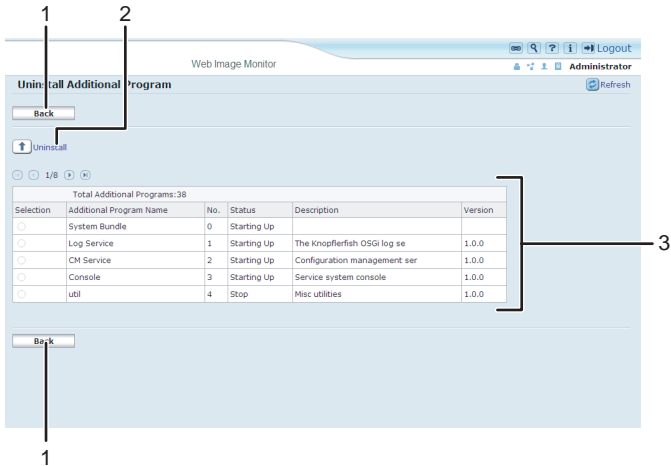 1 2
Logout
Web Image Monitor
Administrator
Uninstall Additional Program
Refresh
Back
Uninstall
1/8
3
Total Additional Programs:38
Selection Additional Program Name No. Status Description Version
System Bundle 0 Starting Up
Log Service 1 Starting Up The Knopflerfish OSGi log se 1.0.0
CM Service 2 Starting Up Configuration management ser 1.0.0
Console 3 Starting Up Service system console 1.0.0
util 4 Stop Misc utilities 1.0.0
Back
1